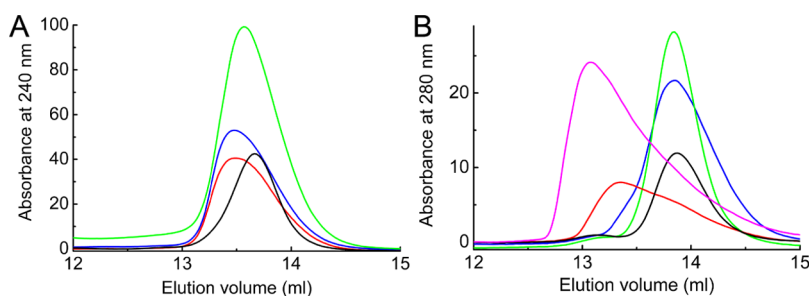 A
Absorbance at 240 nm
100
80
60
40
20
0
12 13 14 15
Elution volume (ml)
B
Absorbance at 280 nm
20
10
0
12 13 14 15
Elution volume (ml)